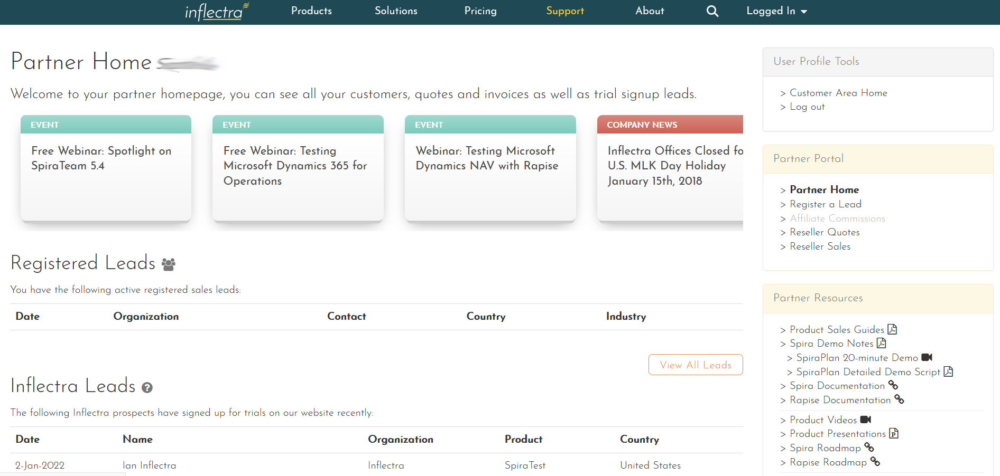 inflectra
Products
Solutions
Pricing
Support
About
Logged In
Partner Home
Welcome to your partner homepage, you can see all your customers, quotes and invoices as well as trial signup leads.
EVENT
Free Webinar: Spotlight on
SpiraTeam 5.4
EVENT
Free Webinar: Testing
Microsoft Dynamics 365 for
Operations
EVENT
Webinar: Testing Microsoft
Dynamics NAV with Rapise
COMPANY NEWS
Inflectra Offices Closed fo
U.S. MLK Day Holiday
January 15th, 2018
Registered Leads
You have the following active registered sales leads:
Date Organization Contact Country Industry
View All Leads
Inflectra Leads
The following Inflectra prospects have signed up for trials on our website recently:
Date Name Organization Product Country
2-Jan-2022 Ian Inflectra Inflectra SpiraTest United States
User Profile Tools
> Customer Area Home
> Log out
Partner Portal
> Partner Home
> Register a Lead
> Affiliate Commissions
> Reseller Quotes
> Reseller Sales
Partner Resources
> Product Sales Guides
> Spira Demo Notes
> SpiraPlan 20-minute Demo
> SpiraPlan Detailed Demo Script
> Spira Documentation
> Rapise Documentation
> Product Videos
> Product Presentations
> Spira Roadmap
> Rapise Roadmap